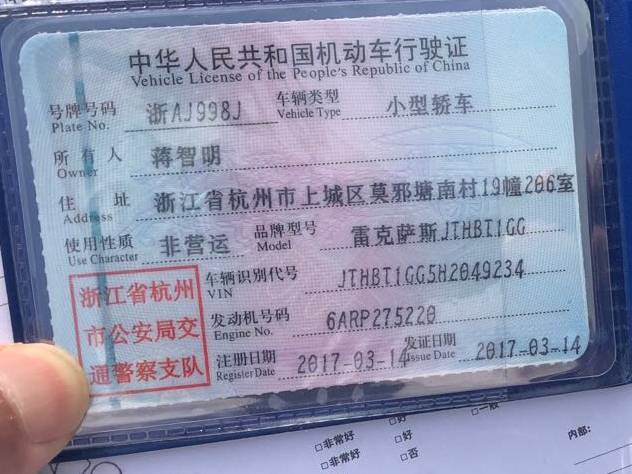 中华人民共和国机动车行驶证
Vehicle License of the People's Republic of China
号牌号码 浙AJ998J 车辆类型 小型轿车
Plate No. Vehicle Type
所有人 蒋智明
Owner
住址 浙江省杭州市上城区莫邪塘南村19幢206室
Address
使用性质 非营运 品牌型号 雷克萨斯JTHBT1GG
Use Character Model
浙江省杭州 车辆识别代号 JTHBT1GG5H2049234
VIN
市公安局交 发动机号码 6ARP275220
Engine No.
通警察支队 注册日期 2017-03-14 发证日期 2017-03-14
Register Date Issue Date
□非常好 □好 □一般
□非常好 □否 内部: